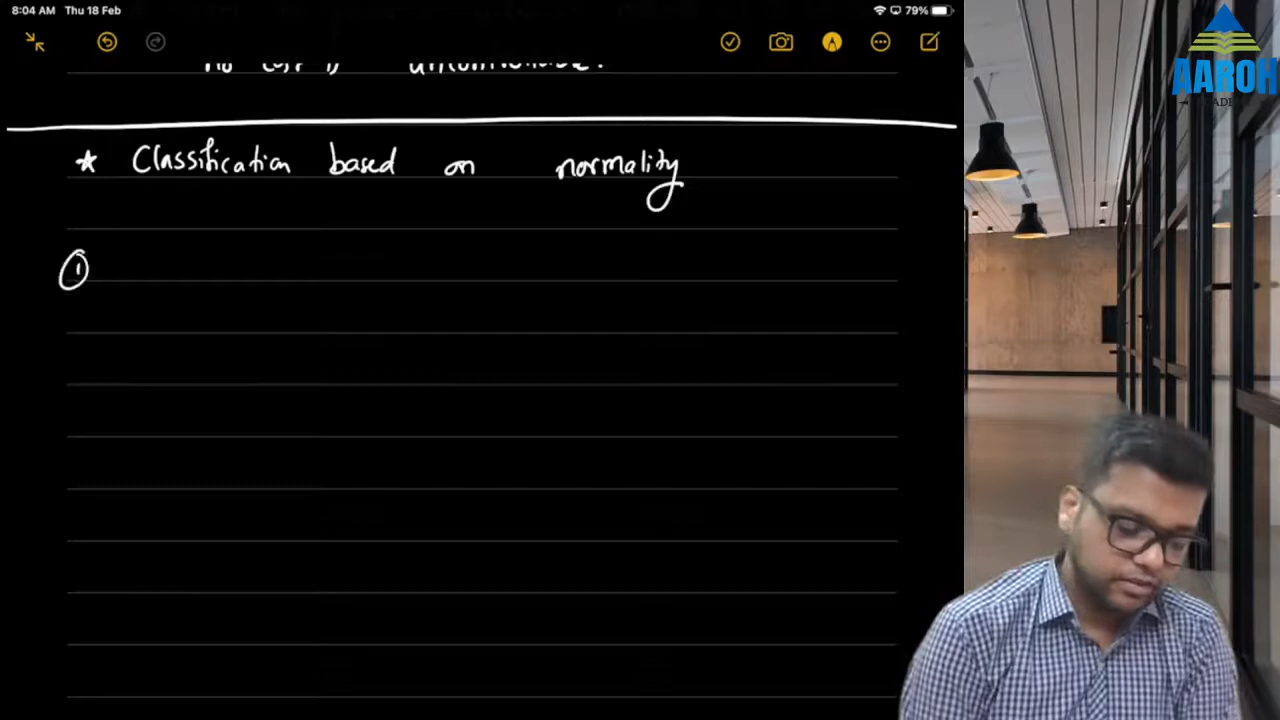 8:04 AM Thu 18 Feb
79%
AAROH
* Classification based on normality
①